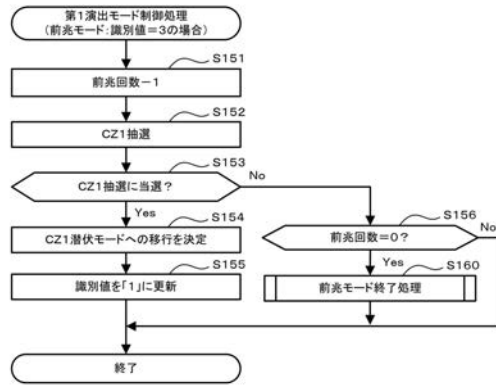 第1演出モード制御処理
(前兆モード:識別値=3の場合)
S151
前兆回数-1
S152
CZ1抽選
S153
CZ1抽選に当選?
No
Yes
S154
CZ1潜伏モードへの移行を決定
S155
識別値を「1」に更新
S156
前兆回数=0?
No
Yes
S160
前兆モード終了処理
終了